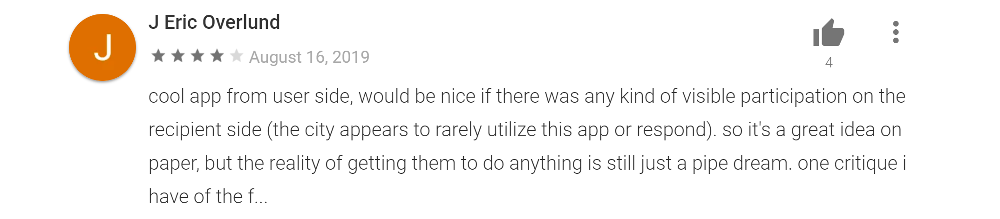 J
J Eric Overlund
August 16, 2019
4
cool app from user side, would be nice if there was any kind of visible participation on the
recipient side (the city appears to rarely utilize this app or respond). so it's a great idea on
paper, but the reality of getting them to do anything is still just a pipe dream. one critique i
have of the f...